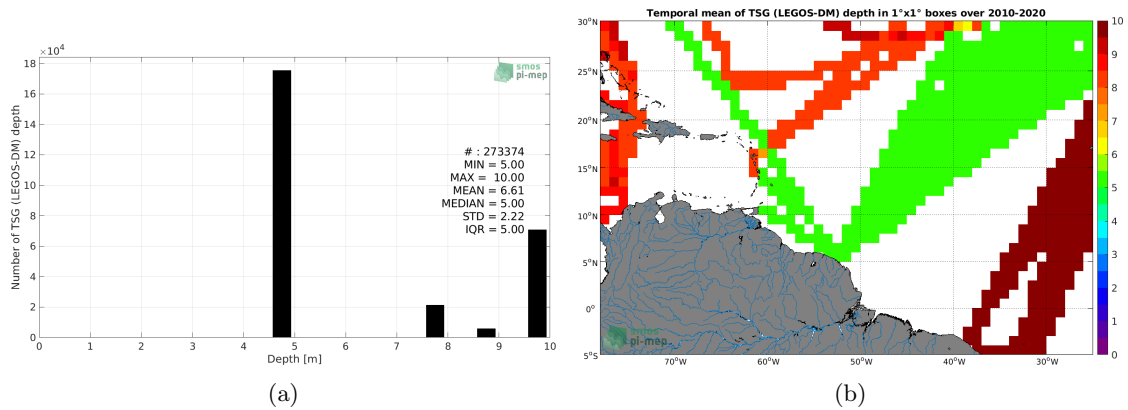 ×10⁴
18
16
14
12
10
8
6
4
2
0
Number of TSG (LEGOS-DM) depth
smos
pi-mep
# : 273374
MIN = 5.00
MAX = 10.00
MEAN = 6.61
MEDIAN = 5.00
STD = 2.22
IQR = 5.00
0 1 2 3 4 5 6 7 8 9 10
Depth [m]
(a)
Temporal mean of TSG (LEGOS-DM) depth in 1°x1° boxes over 2010-2020
30°N
25°N
20°N
15°N
10°N
5°N
0°
5°S
70°W 60°W 50°W 40°W 30°W
smos
pi-mep
10
9
8
7
6
5
4
3
2
1
0
(b)